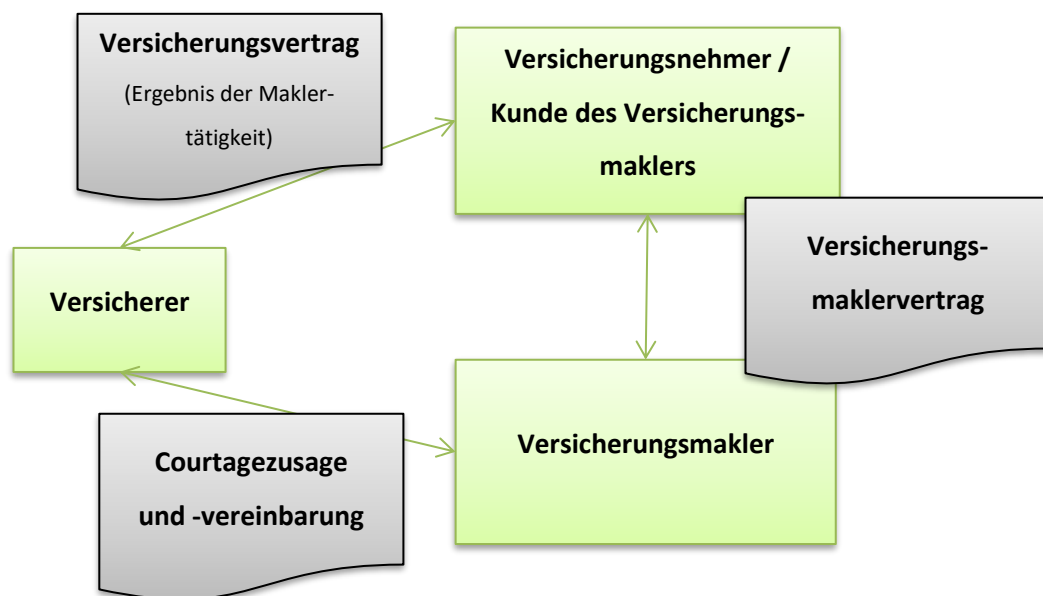 Versicherungsvertrag
(Ergebnis der Makler-
tätigkeit)
Versicherungsnehmer /
Kunde des Versicherungs-
maklers
Versicherungs-
maklervertrag
Versicherer
Versicherungsmakler
Courtagezusage
und -vereinbarung